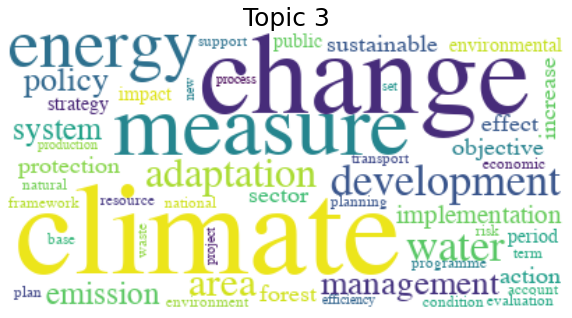 Topic 3
energy
support
public
sustainable
environmental
change
policy
process
set
increase
strategy
impact
new
measure
system
production
effect
objective
protection
adaptation
transport
economic
natural
sector
development
framework
resource
national
planning
implementation
climate
base
waste
project
water
risk
period
term
programme
area
management
action
plan
emission
environment
forest
efficiency
condition
account
evaluation